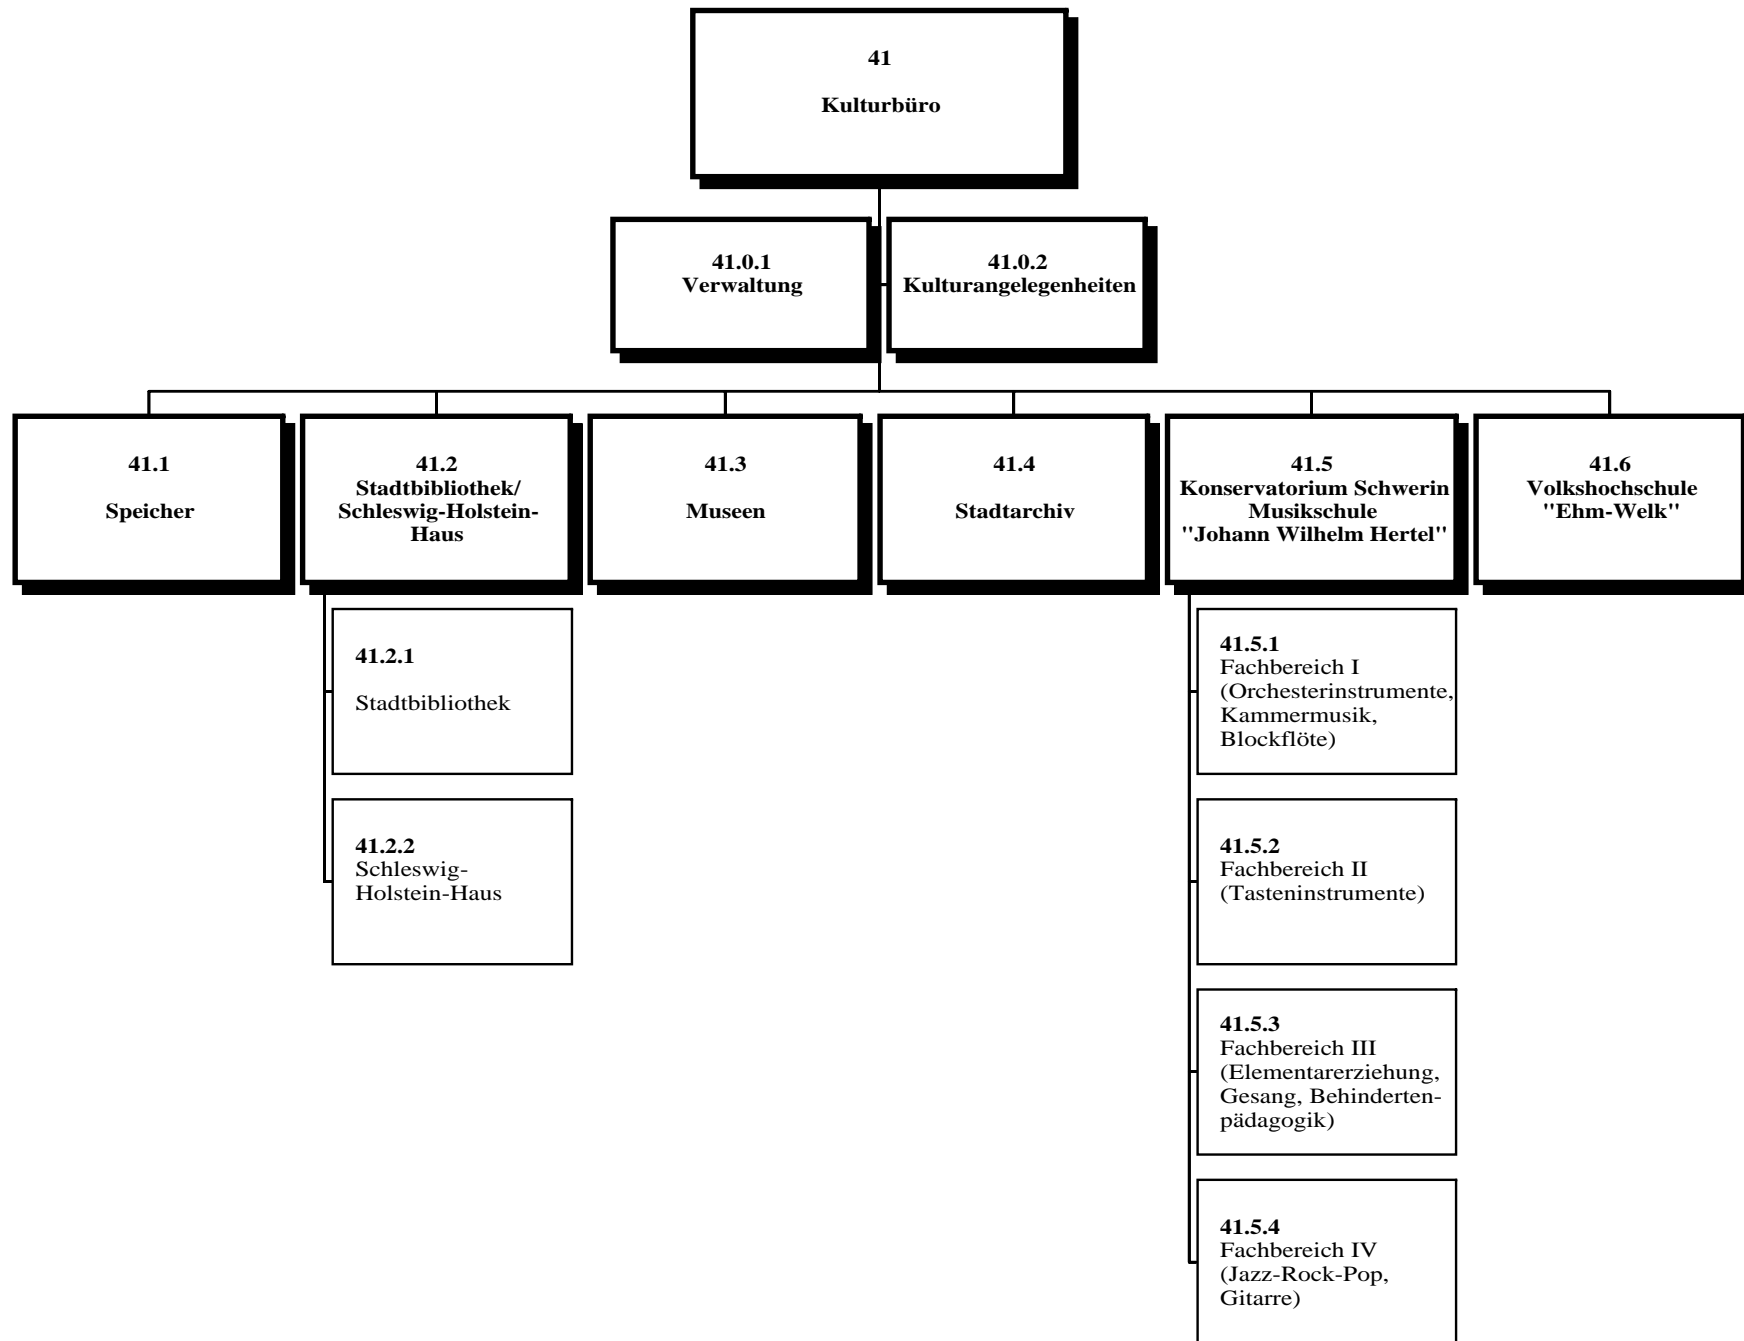 41
Kulturbüro
41.0.1
Verwaltung
41.0.2
Kulturangelegenheiten
41.1
Speicher
41.2
Stadtbibliothek/
Schleswig-Holstein-
Haus
41.3
Museen
41.4
Stadtarchiv
41.5
Konservatorium Schwerin
Musikschule
"Johann Wilhelm Hertel"
41.6
Volkshochschule
"Ehm-Welk"
41.2.1
Stadtbibliothek
41.2.2
Schleswig-
Holstein-Haus
41.5.1
Fachbereich I
(Orchesterinstrumente,
Kammermusik,
Blockflöte)
41.5.2
Fachbereich II
(Tasteninstrumente)
41.5.3
Fachbereich III
(Elementarerziehung,
Gesang, Behinderten-
pädagogik)
41.5.4
Fachbereich IV
(Jazz-Rock-Pop,
Gitarre)